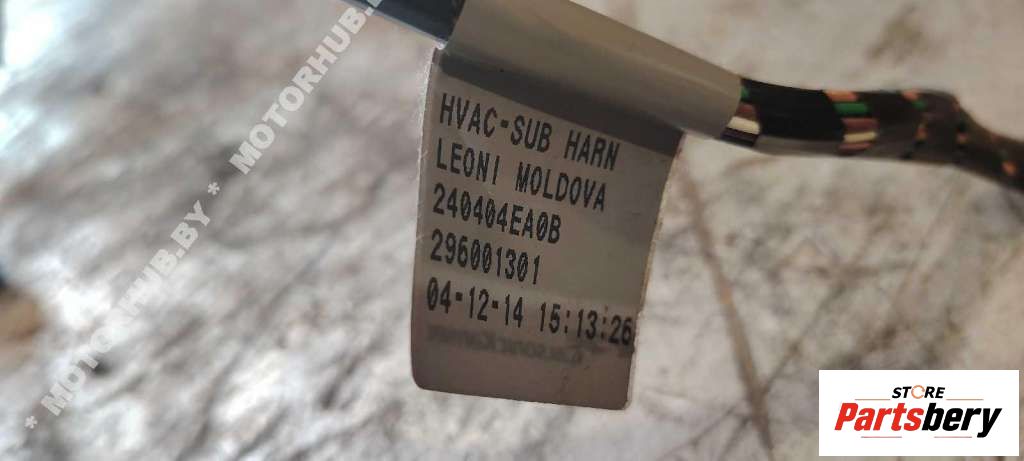 * MOTORHUB.BY * MOTORHUB.BY
HVAC-SUB HARN
LEONI MOLDOVA
240404EA0B
296001301
04-12-14 15:13:26
STORE
Partsbery